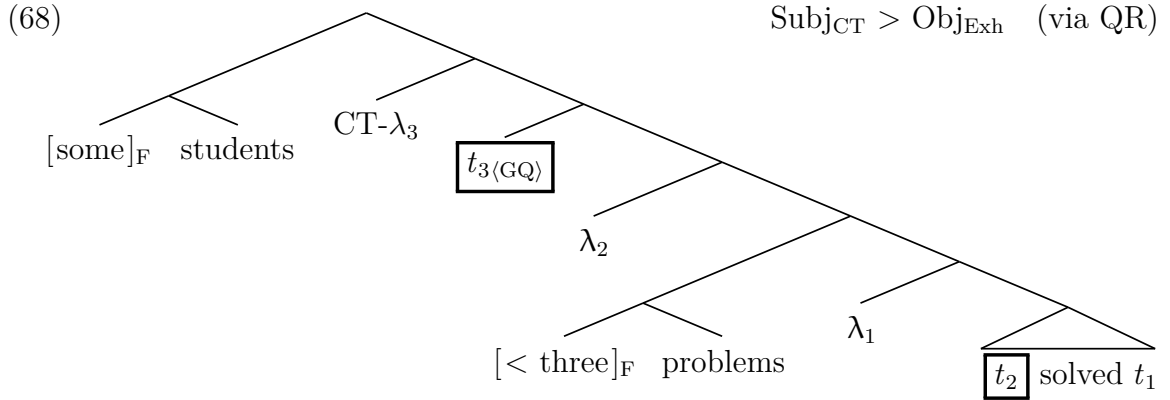 (68) Subj_CT > Obj_Exh (via QR)
[some]_F students CT-λ_3
t_3⟨GQ⟩
λ_2
[< three]_F problems λ_1
t_2 solved t_1